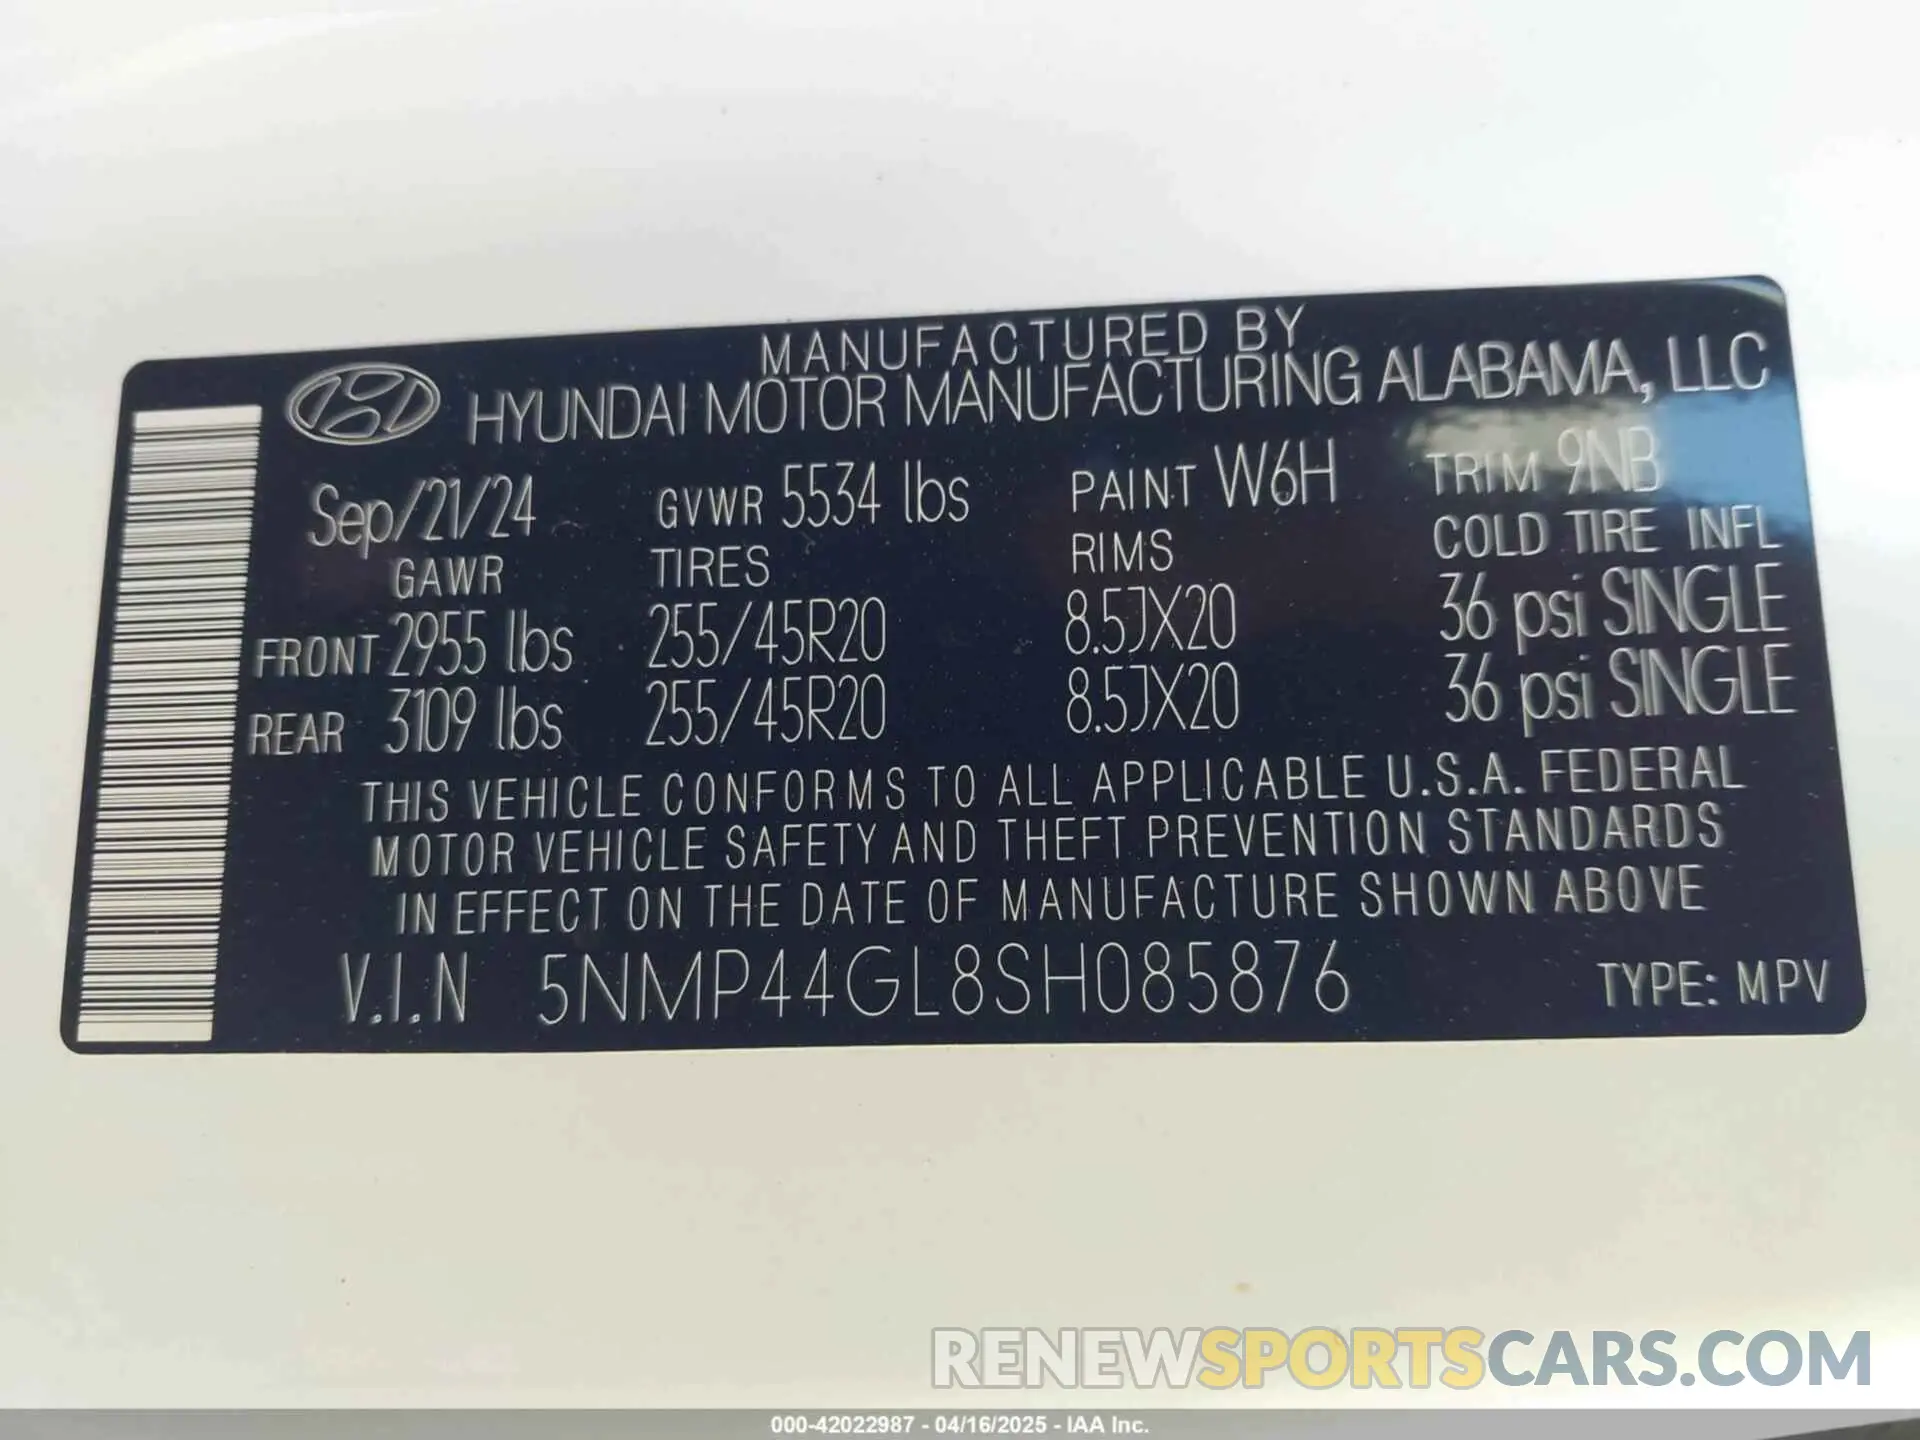 MANUFACTURED BY
HYUNDAI MOTOR MANUFACTURING ALABAMA, LLC
Sep/21/24 GVWR 5534 lbs PAINT W6H TRIM 9NB
GAWR TIRES RIMS COLD TIRE INFL
FRONT 2955 lbs 255/45R20 8.5JX20 36 psi SINGLE
REAR 3109 lbs 255/45R20 8.5JX20 36 psi SINGLE
THIS VEHICLE CONFORMS TO ALL APPLICABLE U.S.A. FEDERAL
MOTOR VEHICLE SAFETY AND THEFT PREVENTION STANDARDS
IN EFFECT ON THE DATE OF MANUFACTURE SHOWN ABOVE
V.I.N 5NMP44GL8SH085876 TYPE: MPV
RENEWSPORTSCARS.COM
000-42022987 - 04/16/2025 - IAA Inc.